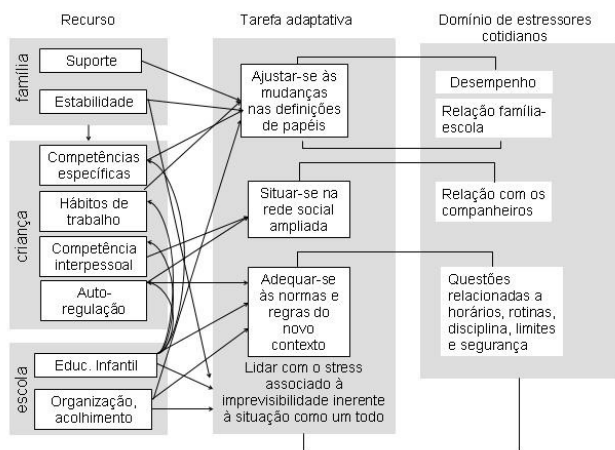 Recurso
Tarefa adaptativa
Domínio de estressores
cotidianos
família
Suporte
Estabilidade
criança
Competências
específicas
Hábitos de
trabalho
Competência
interpessoal
Auto-
regulação
escola
Educ. Infantil
Organização,
acolhimento
Ajustar-se às
mudanças
nas definições
de papéis
Situar-se na
rede social
ampliada
Adequar-se
às normas e
regras do
novo
contexto
Lidar com o stress
associado à
imprevisibilidade inerente
à situação como um todo
Desempenho
Relação família-
escola
Relação com os
companheiros
Questões
relacionadas a
horários, rotinas,
disciplina, limites
e segurança